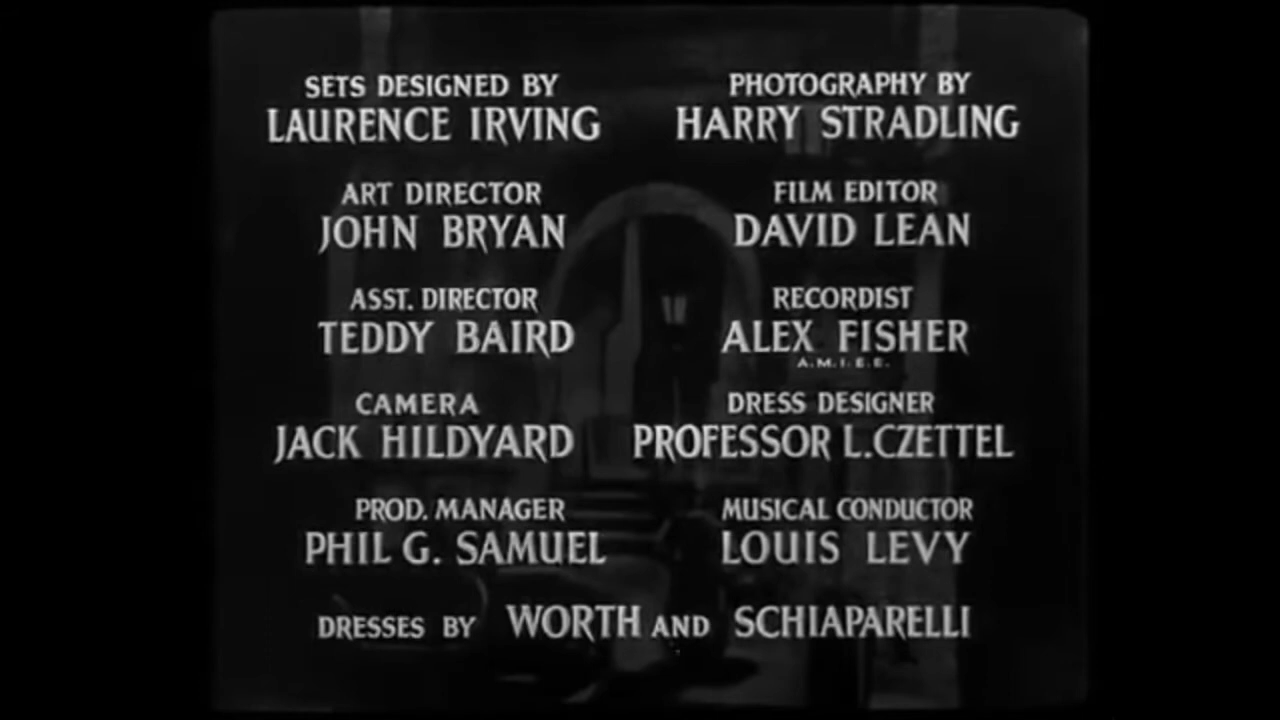 SETS DESIGNED BY
LAURENCE IRVING
PHOTOGRAPHY BY
HARRY STRADLING
ART DIRECTOR
JOHN BRYAN
FILM EDITOR
DAVID LEAN
ASST. DIRECTOR
TEDDY BAIRD
RECORDIST
ALEX FISHER
A.M.I.E.E.
CAMERA
JACK HILDYARD
DRESS DESIGNER
PROFESSOR L.CZETTEL
PROD. MANAGER
PHIL G. SAMUEL
MUSICAL CONDUCTOR
LOUIS LEVY
DRESSES BY WORTH AND SCHIAPARELLI